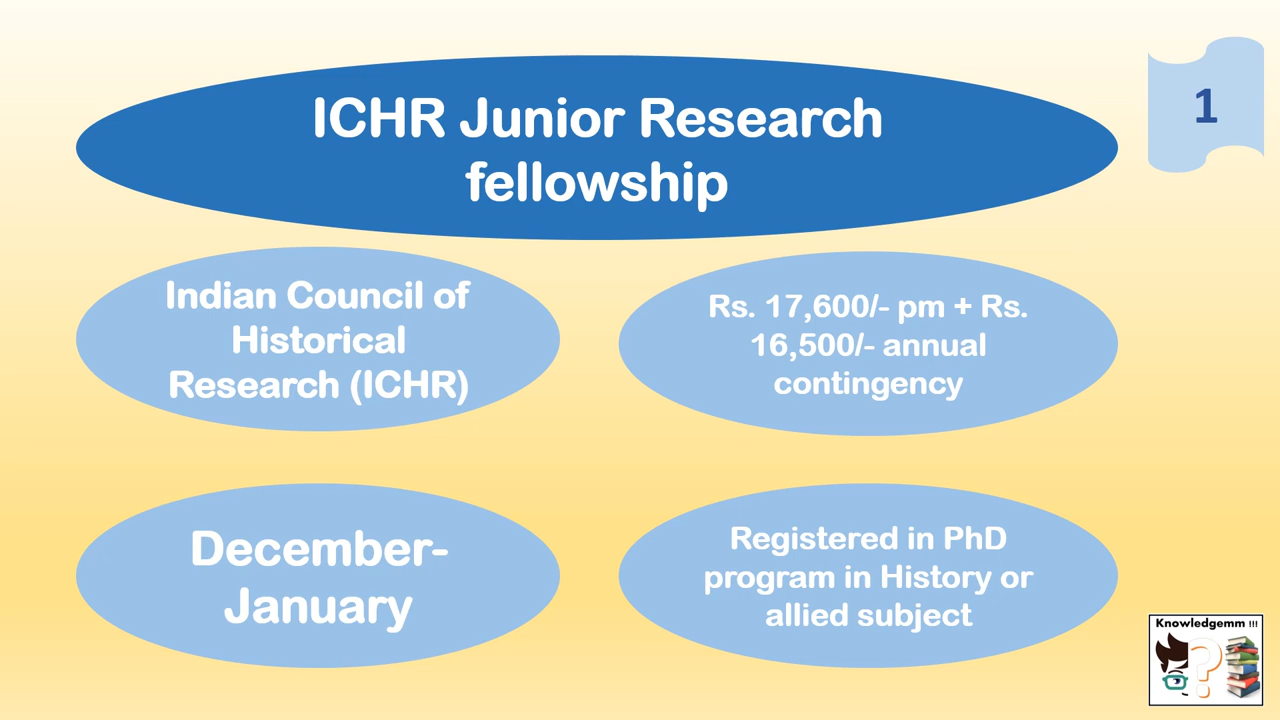 ICHR Junior Research
fellowship
1
Indian Council of
Historical
Research (ICHR)
Rs. 17,600/- pm + Rs.
16,500/- annual
contingency
December-
January
Registered in PhD
program in History or
allied subject
Knowledgemm !!!
?